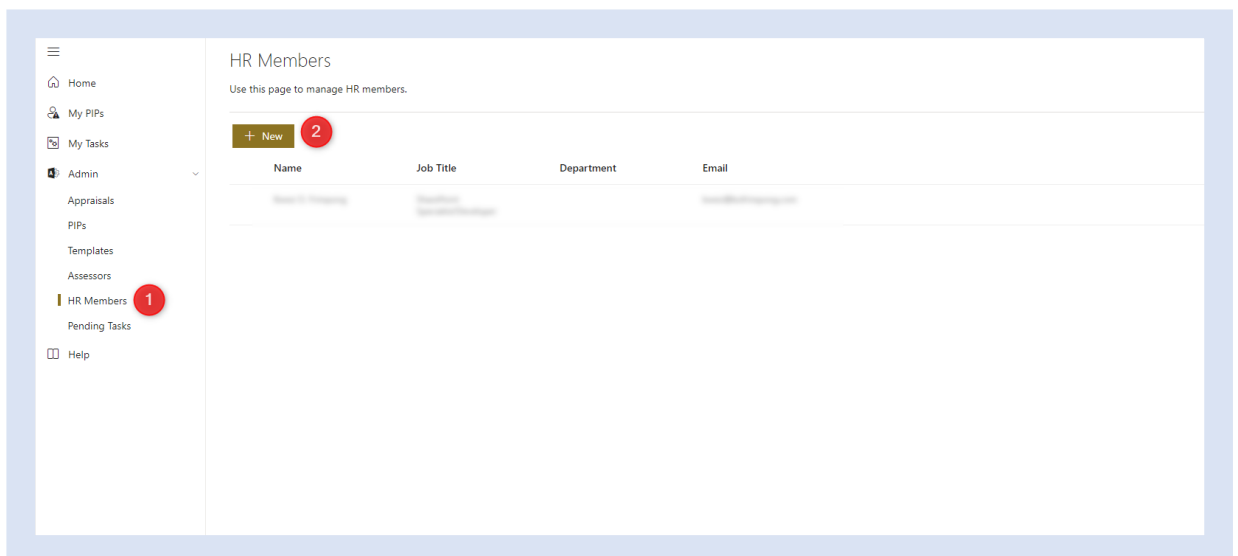 Home
My PIPs
My Tasks
Admin
Appraisals
PIPs
Templates
Assessors
HR Members 1
Pending Tasks
Help
HR Members
Use this page to manage HR members.
+ New 2
Name Job Title Department Email